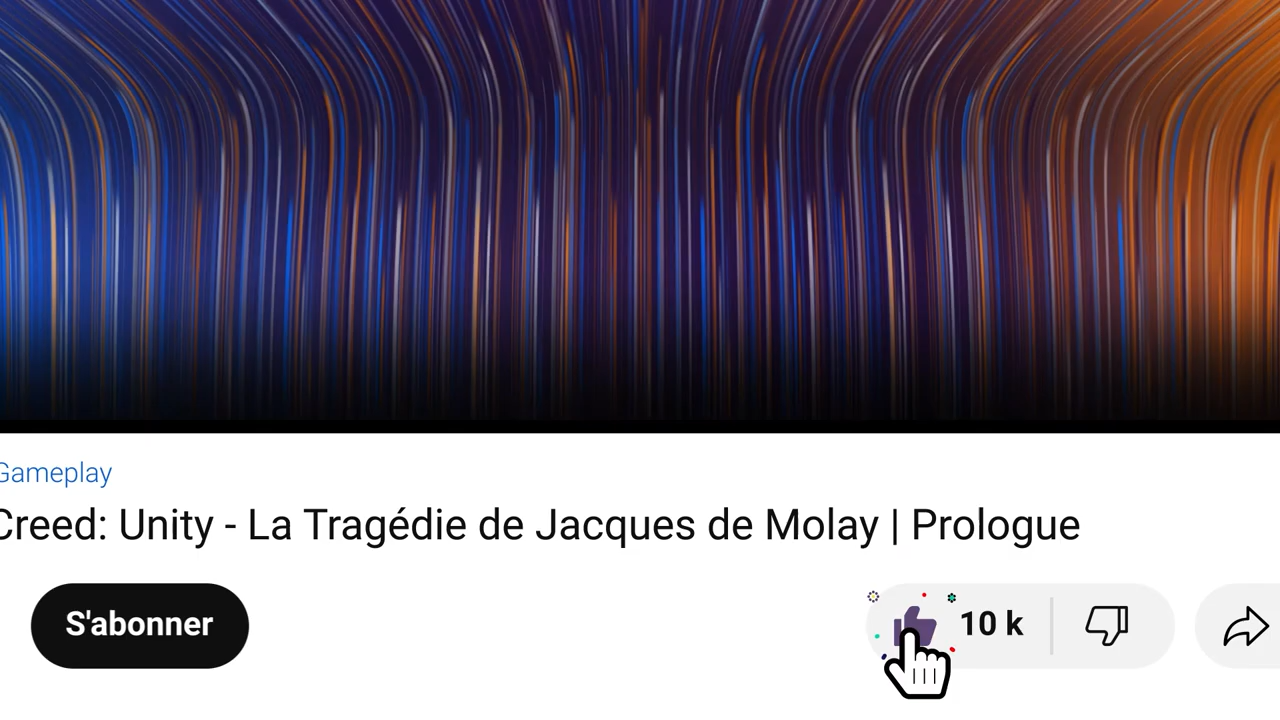 Gameplay
Creed: Unity - La Tragédie de Jacques de Molay | Prologue
S'abonner
10 k